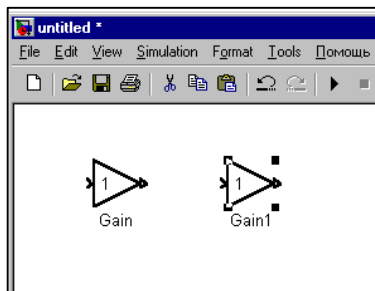 untitled *
File Edit View Simulation Format Tools Помощь
1 1
Gain Gain1